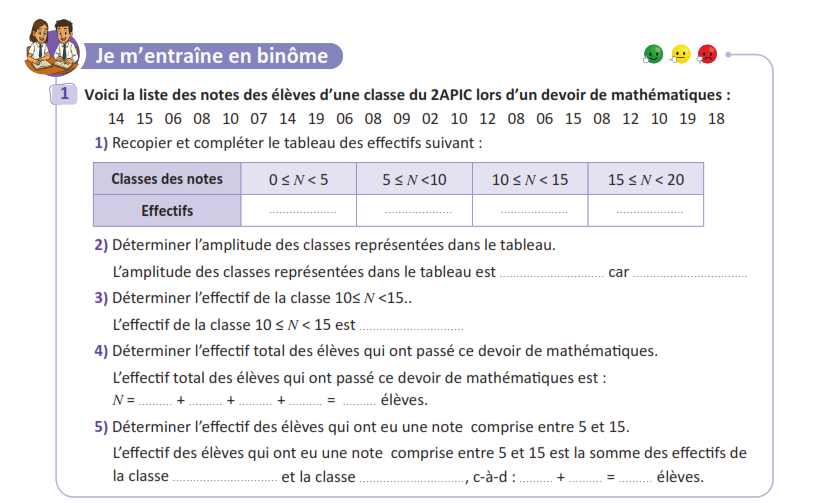 Je m'entraîne en binôme
1 Voici la liste des notes des élèves d'une classe du 2APIC lors d'un devoir de mathématiques :
14 15 06 08 10 07 14 19 06 08 09 02 10 12 08 06 15 08 12 10 19 18
1) Recopier et compléter le tableau des effectifs suivant :
Classes des notes 0 ≤ N < 5 5 ≤ N <10 10 ≤ N < 15 15 ≤ N < 20
Effectifs .................... .................... .................... ....................
2) Déterminer l'amplitude des classes représentées dans le tableau.
L'amplitude des classes représentées dans le tableau est ............................... car ..................................
3) Déterminer l'effectif de la classe 10≤ N <15..
L'effectif de la classe 10 ≤ N < 15 est ...............................
4) Déterminer l'effectif total des élèves qui ont passé ce devoir de mathématiques.
L'effectif total des élèves qui ont passé ce devoir de mathématiques est :
N = .......... + .......... + .......... + .......... = .......... élèves.
5) Déterminer l'effectif des élèves qui ont eu une note comprise entre 5 et 15.
L'effectif des élèves qui ont eu une note comprise entre 5 et 15 est la somme des effectifs de
la classe ............................... et la classe ..............................., c-à-d : .......... + .......... = .......... élèves.